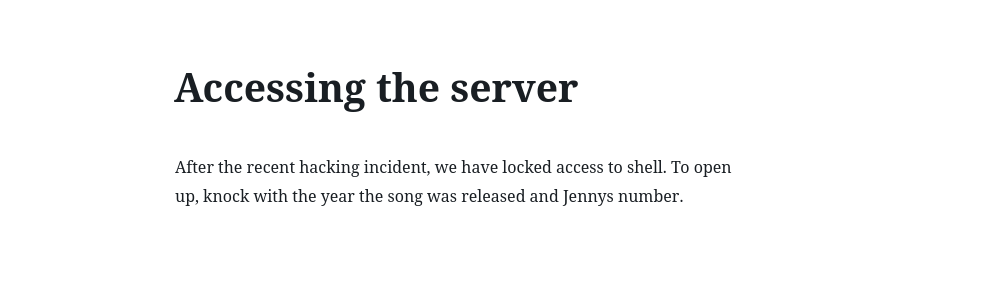 Accessing the server
After the recent hacking incident, we have locked access to shell. To open
up, knock with the year the song was released and Jennys number.